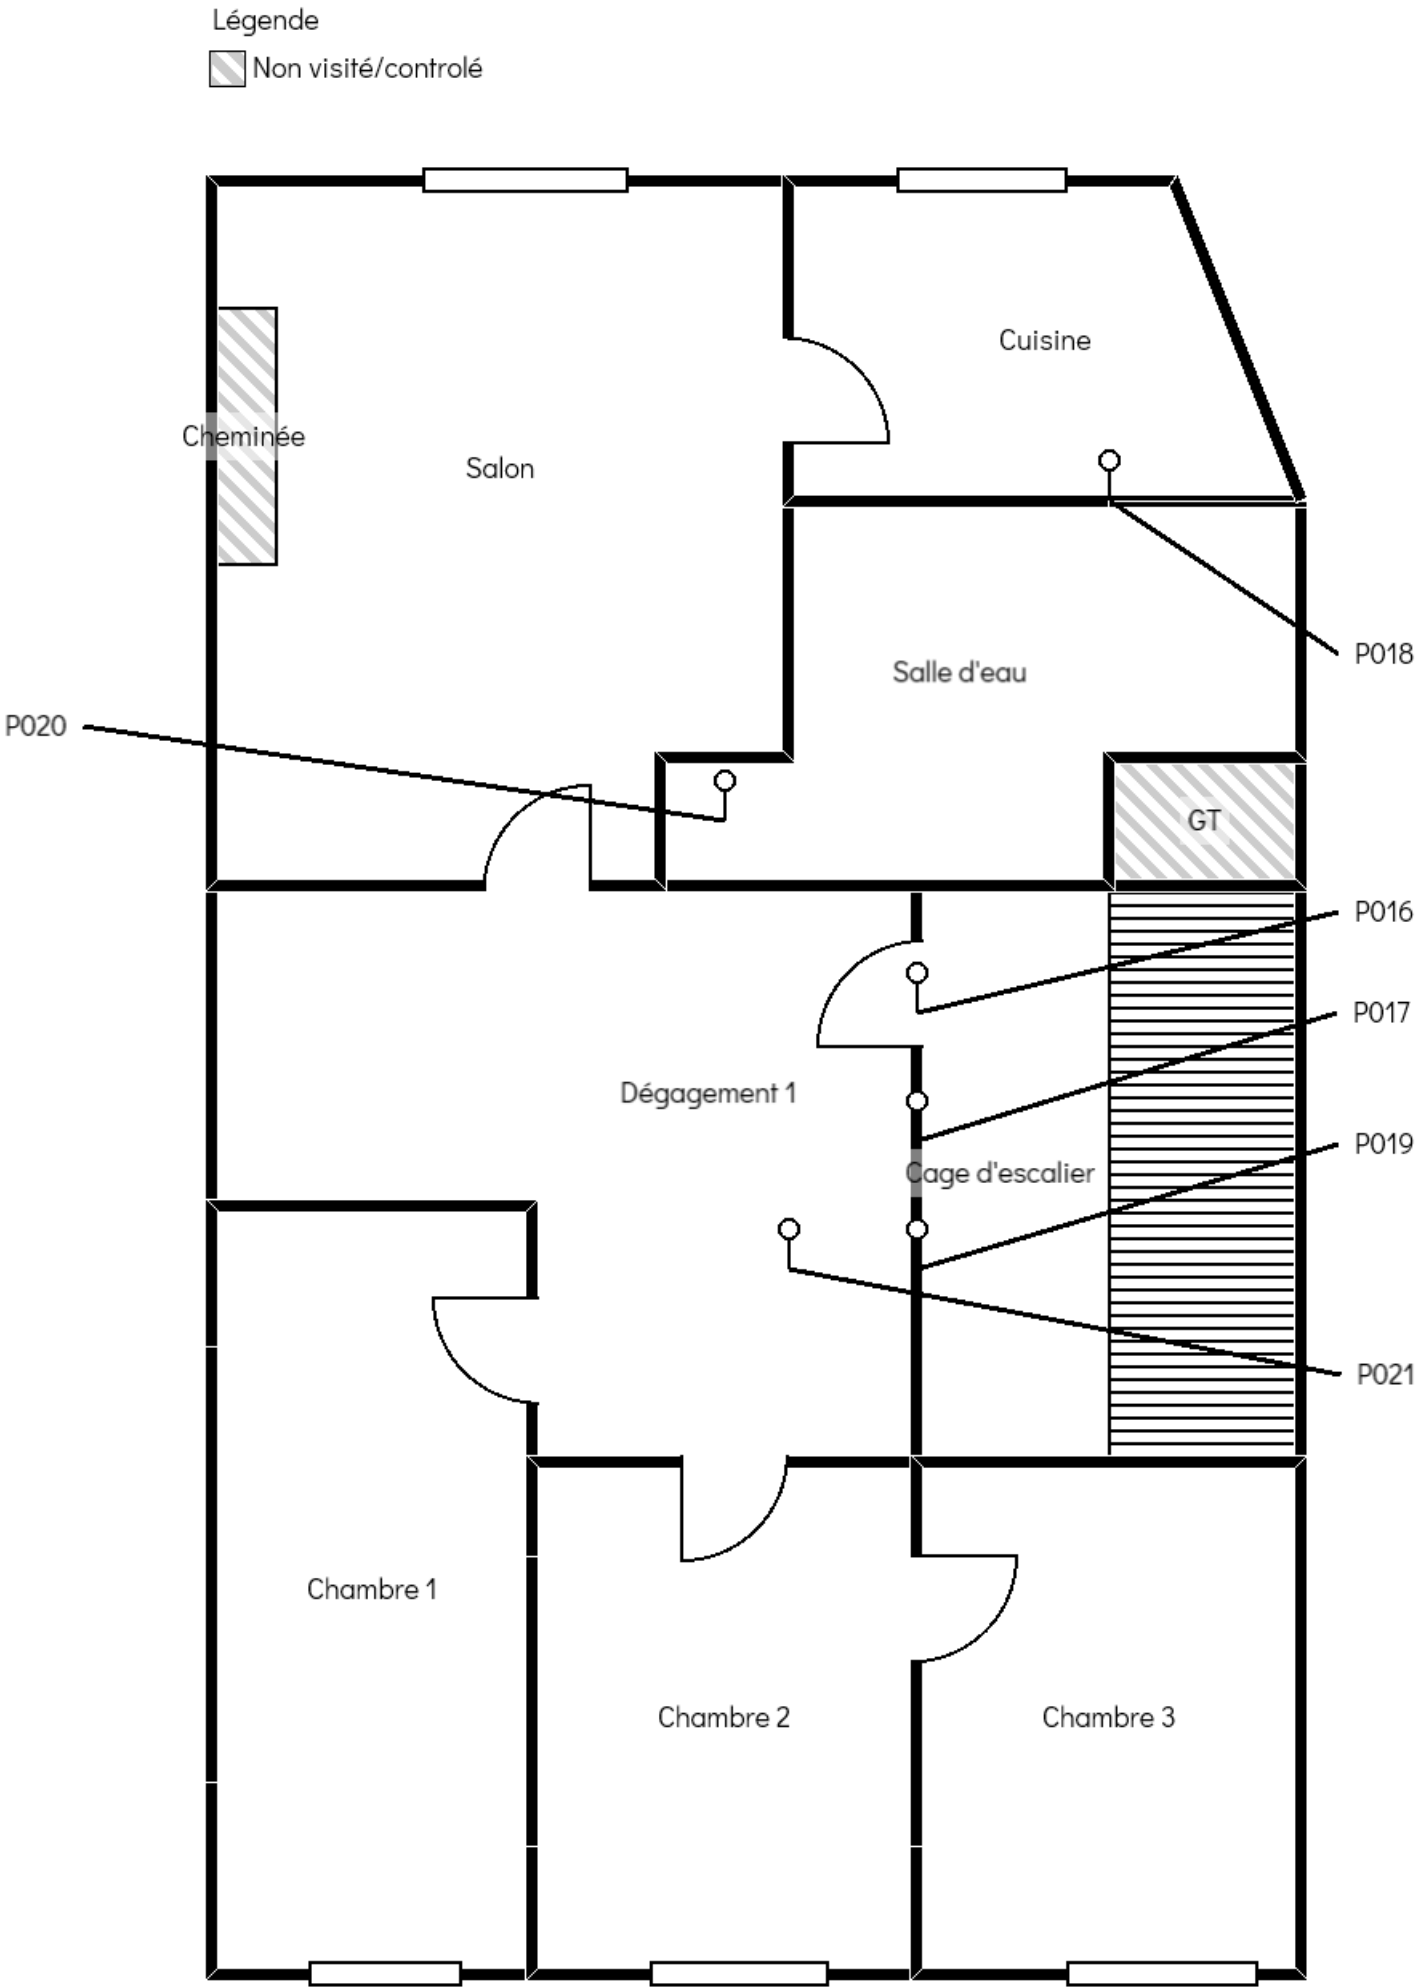 Légende
Non visité/controlé
Cuisine
Cheminée
Salon
P018
Salle d'eau
P020
GT
P016
P017
Dégagement 1
P019
Cage d'escalier
P021
Chambre 1
Chambre 2
Chambre 3